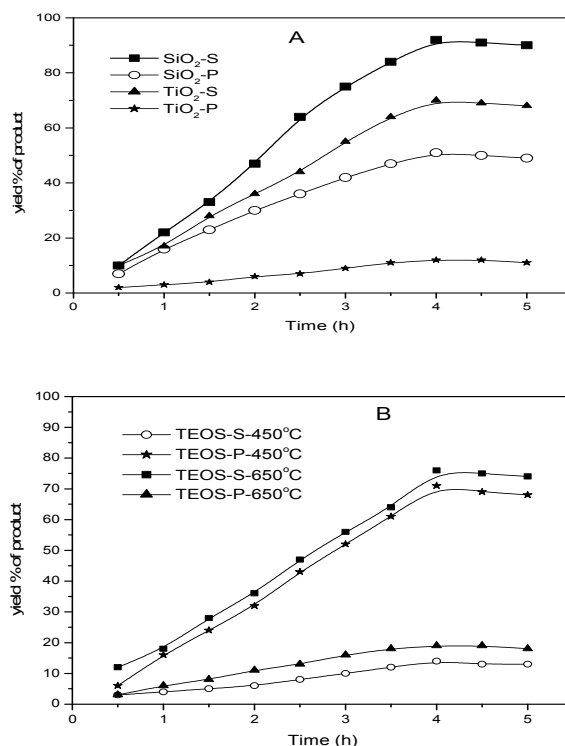 A
SiO2-S
SiO2-P
TiO2-S
TiO2-P
yield % of product
80
60
40
20
0
0 1 2 3 4 5
Time (h)
B
TEOS-S-450°C
TEOS-P-450°C
TEOS-S-650°C
TEOS-P-650°C
yield % of product
100
90
80
70
60
50
40
30
20
10
0
0 1 2 3 4 5
Time (h)